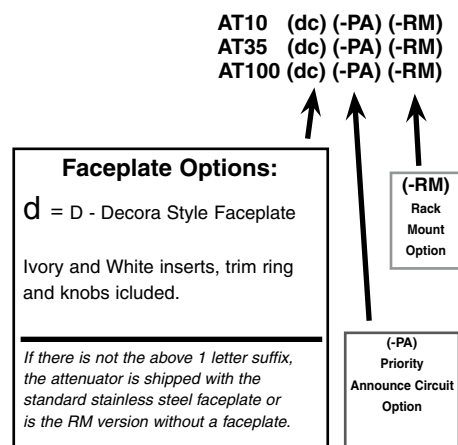 AT10 (dc) (-PA) (-RM)
AT35 (dc) (-PA) (-RM)
AT100 (dc) (-PA) (-RM)
Faceplate Options:
d = D - Decora Style Faceplate
Ivory and White inserts, trim ring
and knobs icluded.
If there is not the above 1 letter suffix,
the attenuator is shipped with the
standard stainless steel faceplate or
is the RM version without a faceplate.
(-RM)
Rack
Mount
Option
(-PA)
Priority
Announce Circuit
Option